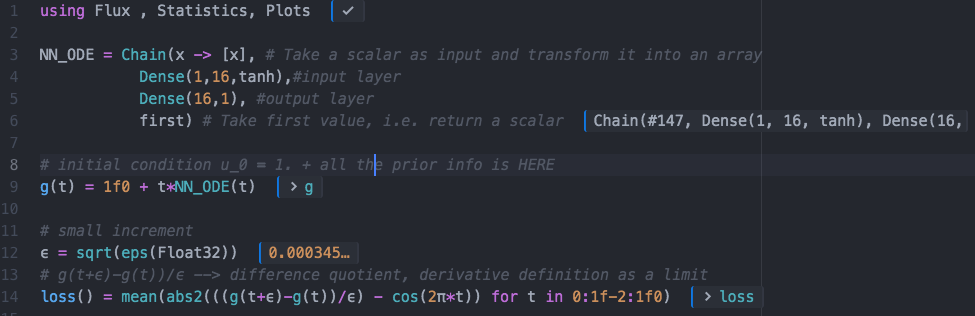 1 using Flux , Statistics, Plots ✓
2
3 NN_ODE = Chain(x -> [x], # Take a scalar as input and transform it into an array
4 Dense(1,16,tanh),#input layer
5 Dense(16,1), #output layer
6 first) # Take first value, i.e. return a scalar Chain(#147, Dense(1, 16, tanh), Dense(16,
7
8 # initial condition u_0 = 1. + all the prior info is HERE
9 g(t) = 1f0 + t*NN_ODE(t) > g
10
11 # small increment
12 ϵ = sqrt(eps(Float32)) 0.000345…
13 # g(t+ϵ)-g(t))/ϵ --> difference quotient, derivative definition as a limit
14 loss() = mean(abs2(((g(t+ϵ)-g(t))/ϵ) - cos(2π*t)) for t in 0:1f-2:1f0) > loss